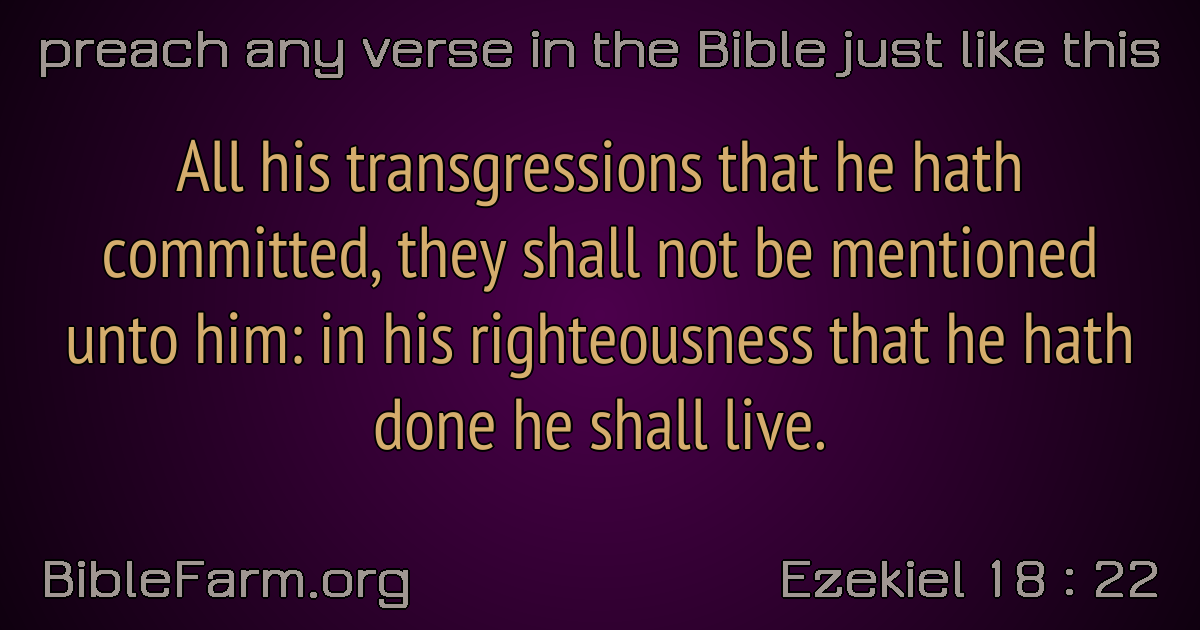 preach any verse in the Bible just like this
All his transgressions that he hath
committed, they shall not be mentioned
unto him: in his righteousness that he hath
done he shall live.
BibleFarm.org
Ezekiel 18 : 22